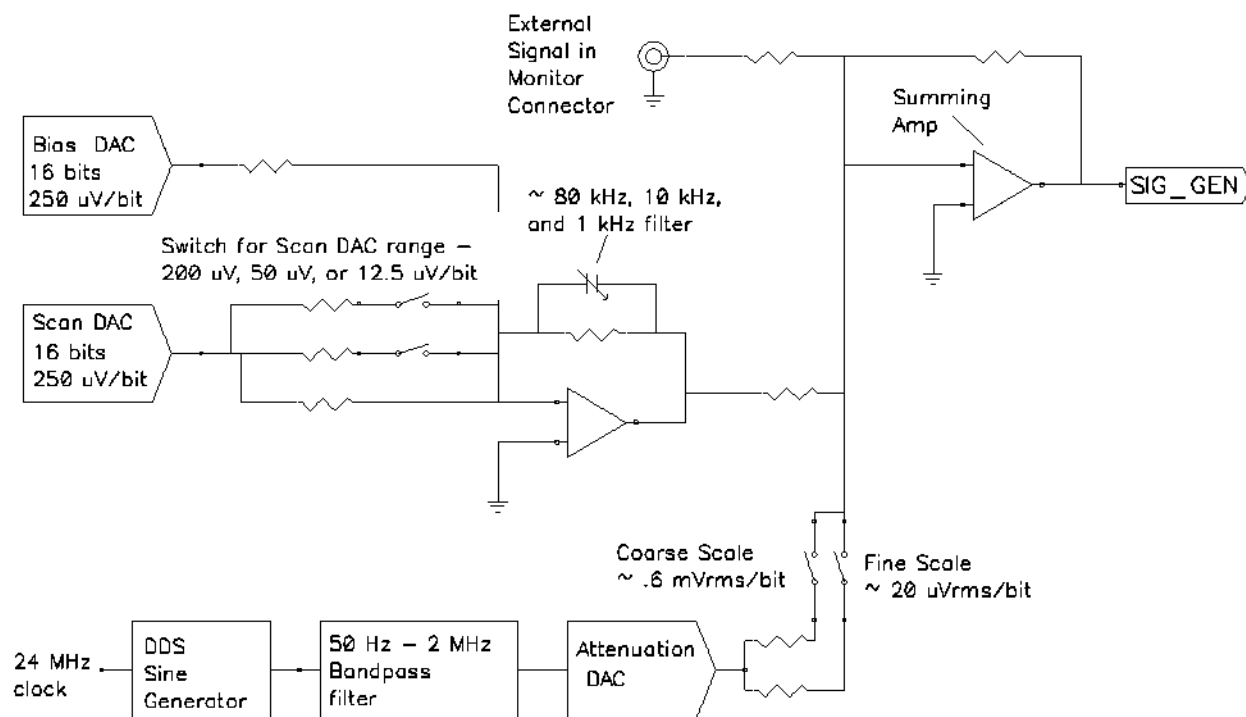 External
Signal in
Monitor
Connector
Summing
Amp
Bias DAC
16 bits
250 uV/bit
SIG_GEN
~ 80 kHz, 10 kHz,
and 1 kHz filter
Switch for Scan DAC range –
200 uV, 50 uV, or 12.5 uV/bit
Scan DAC
16 bits
250 uV/bit
Coarse Scale
~ .6 mVrms/bit
Fine Scale
~ 20 uVrms/bit
24 MHz
clock
DDS
Sine
Generator
50 Hz – 2 MHz
Bandpass
filter
Attenuation
DAC